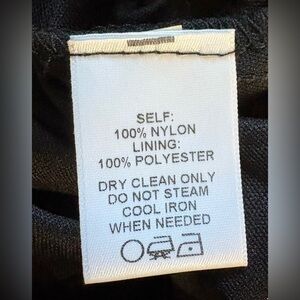 SELF:
100% NYLON
LINING:
100% POLYESTER
DRY CLEAN ONLY
DO NOT STEAM
COOL IRON
WHEN NEEDED